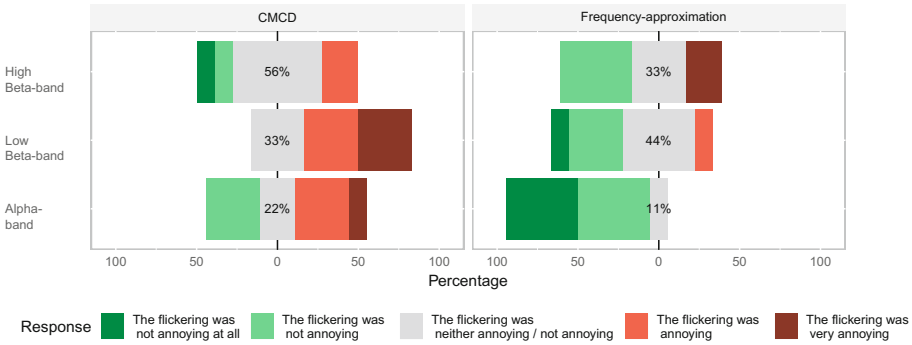 CMCD
Frequency-approximation
High
Beta-band
56%
33%
Low
Beta-band
33%
44%
Alpha-
band
22%
11%
100 50 0 50 100
100 50 0 50 100
Percentage
Response
The flickering was
not annoying at all
The flickering was
not annoying
The flickering was
neither annoying / not annoying
The flickering was
annoying
The flickering was
very annoying